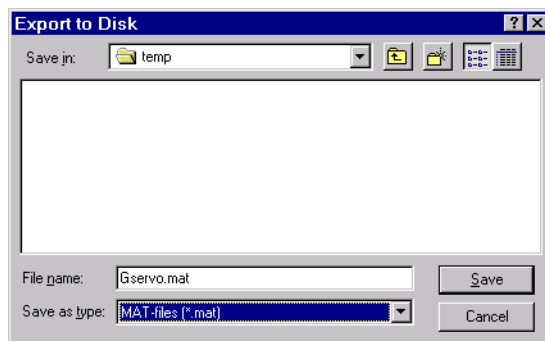 Export to Disk
Save in: temp
File name: Gservo.mat Save
Save as type: MAT-files (*.mat) Cancel